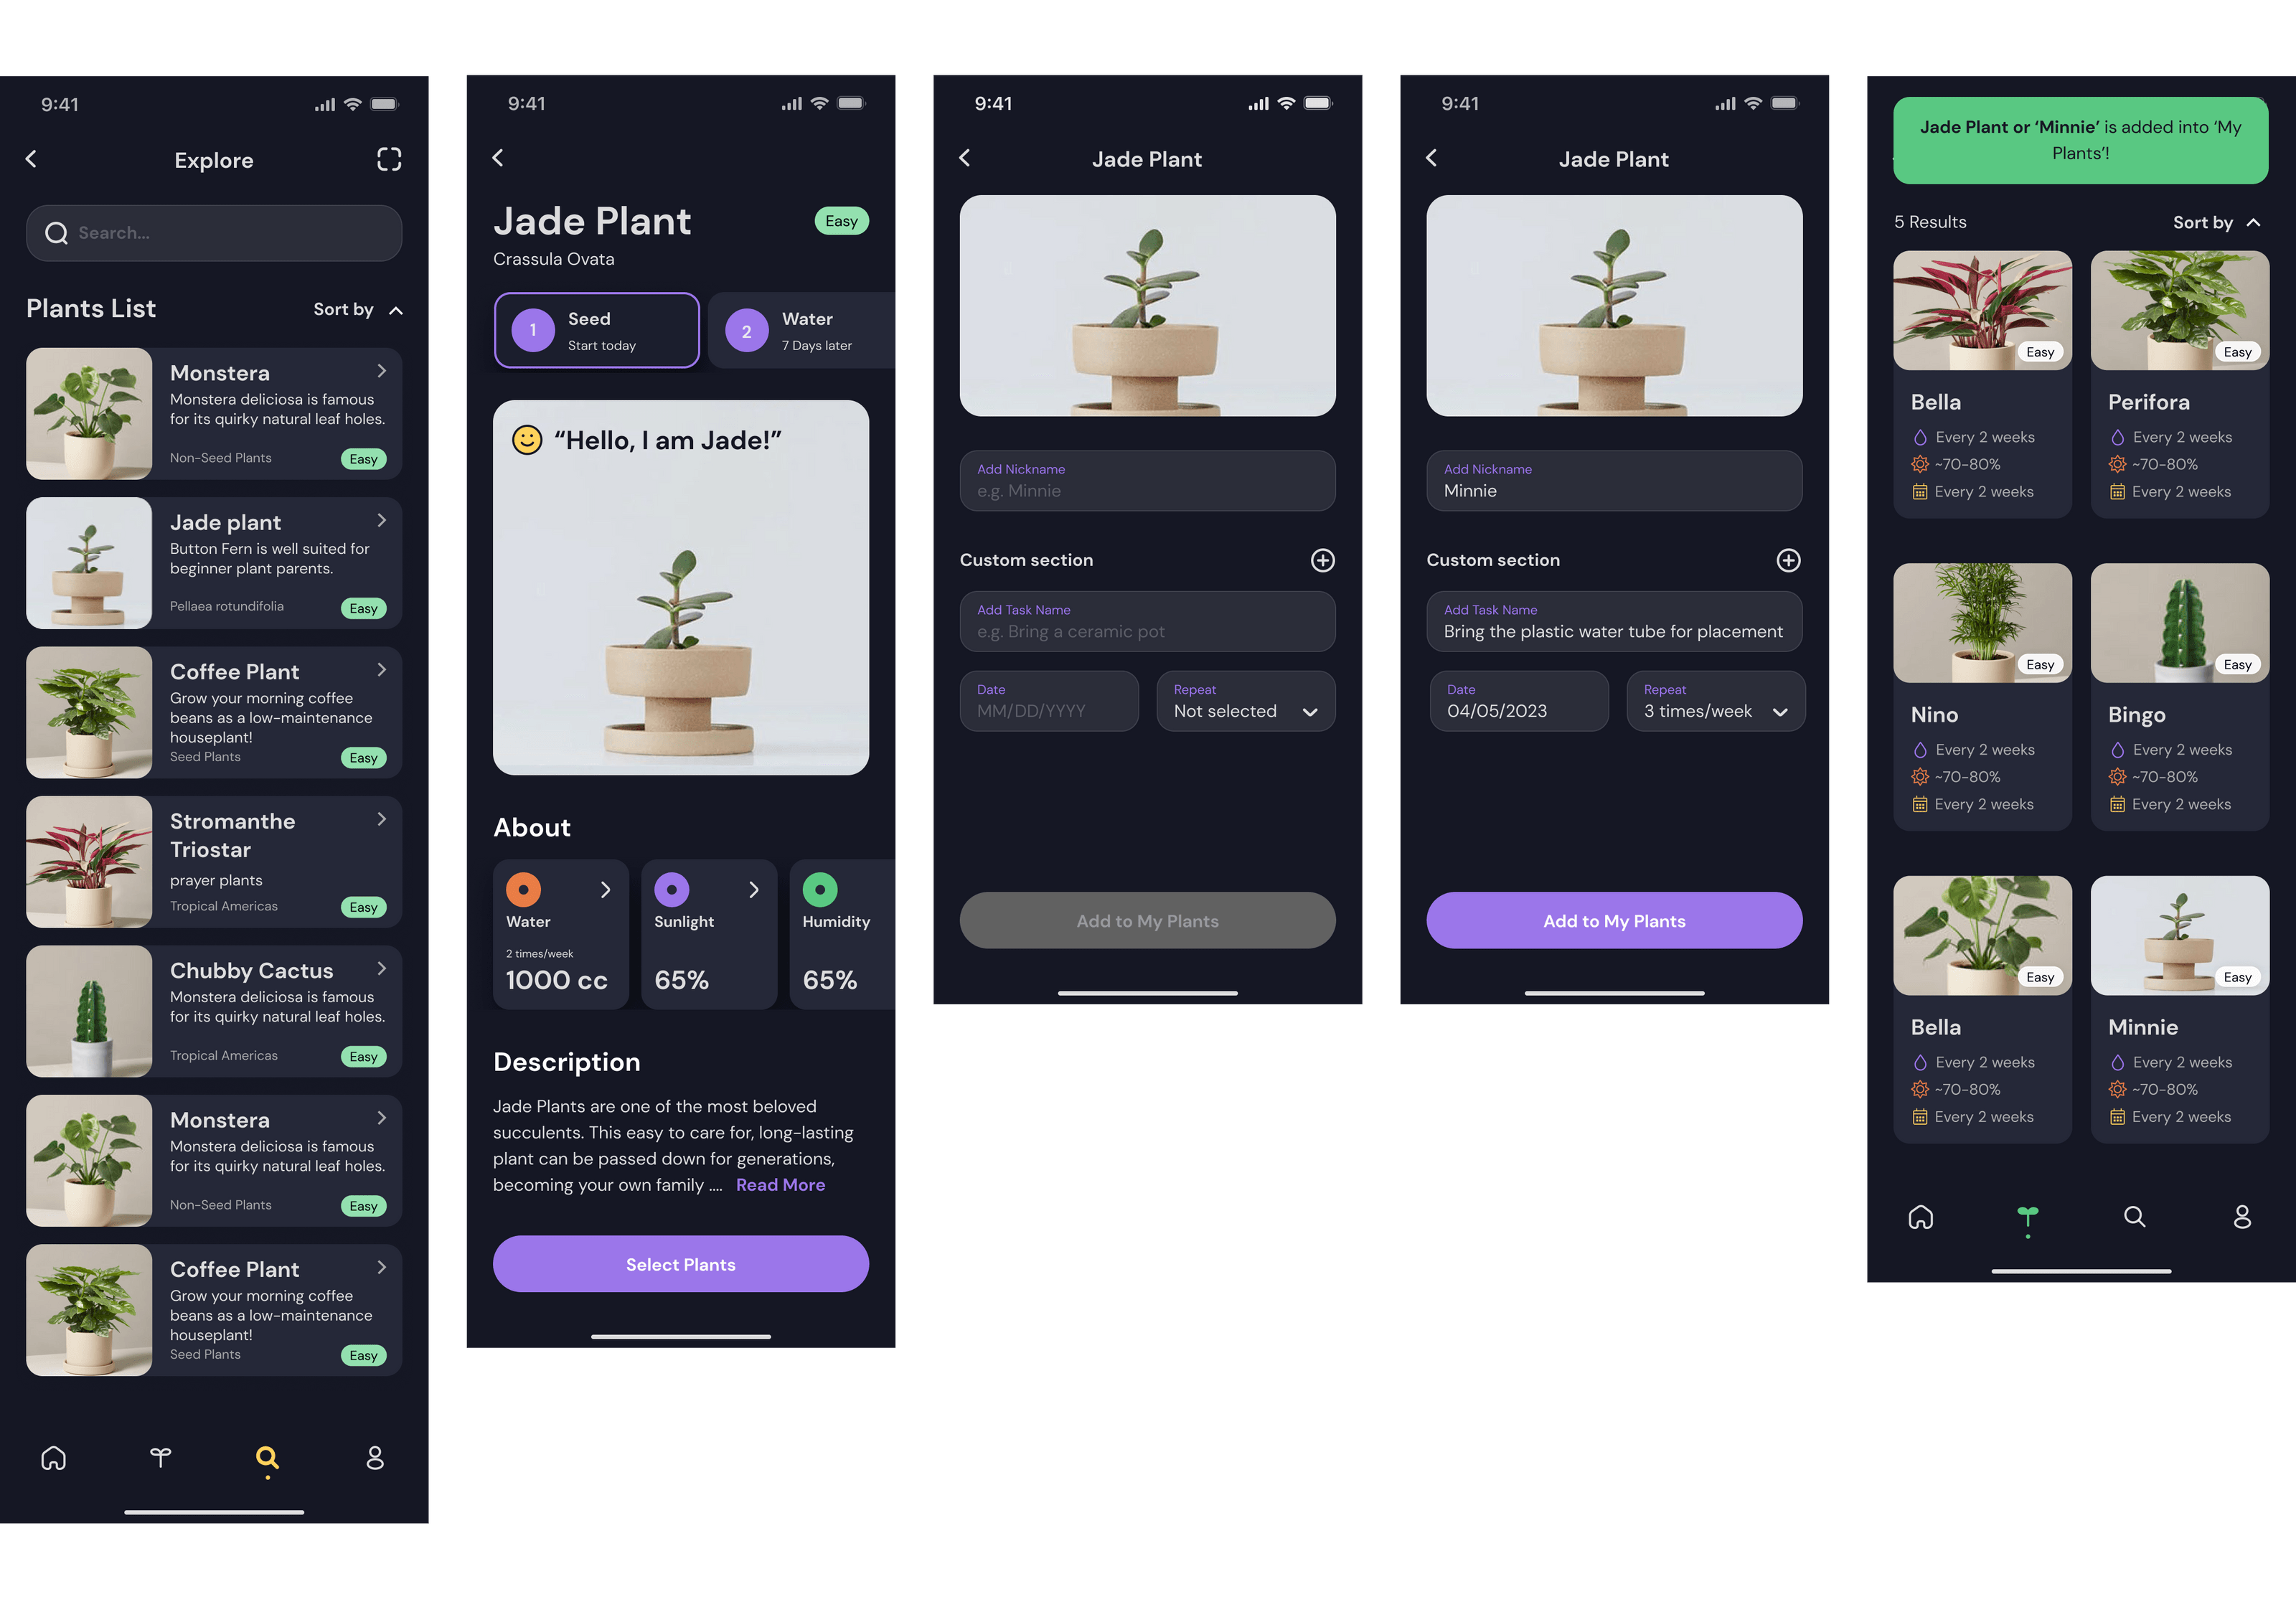 9:41
Explore
Search...
Plants List
Sort by
Monstera
Monstera deliciosa is famous
for its quirky natural leaf holes.
Non-Seed Plants
Easy
Jade plant
Button Fern is well suited for
beginner plant parents.
Pellaea rotundifolia
Easy
Coffee Plant
Grow your morning coffee
beans as a low-maintenance
houseplant!
Seed Plants
Easy
Stromanthe
Triostar
prayer plants
Tropical Americas
Easy
Chubby Cactus
Monstera deliciosa is famous
for its quirky natural leaf holes.
Tropical Americas
Easy
Monstera
Monstera deliciosa is famous
for its quirky natural leaf holes.
Non-Seed Plants
Easy
Coffee Plant
Grow your morning coffee
beans as a low-maintenance
houseplant!
Seed Plants
Easy
9:41
Jade Plant
Easy
Crassula Ovata
1
Seed
Start today
2
Water
7 Days later
“Hello, I am Jade!”
About
Water
2 times/week
1000 cc
Sunlight
65%
Humidity
65%
Description
Jade Plants are one of the most beloved
succulents. This easy to care for, long-lasting
plant can be passed down for generations,
becoming your own family .... Read More
Select Plants
9:41
Jade Plant
Add Nickname
e.g. Minnie
Custom section
Add Task Name
e.g. Bring a ceramic pot
Date
MM/DD/YYYY
Repeat
Not selected
Add to My Plants
9:41
Jade Plant
Add Nickname
Minnie
Custom section
Add Task Name
Bring the plastic water tube for placement
Date
04/05/2023
Repeat
3 times/week
Add to My Plants
Jade Plant or ‘Minnie’ is added into ‘My
Plants’!
5 Results
Sort by
Easy
Bella
Every 2 weeks
~70-80%
Every 2 weeks
Easy
Perifora
Every 2 weeks
~70-80%
Every 2 weeks
Easy
Nino
Every 2 weeks
~70-80%
Every 2 weeks
Easy
Bingo
Every 2 weeks
~70-80%
Every 2 weeks
Easy
Bella
Every 2 weeks
~70-80%
Every 2 weeks
Easy
Minnie
Every 2 weeks
~70-80%
Every 2 weeks